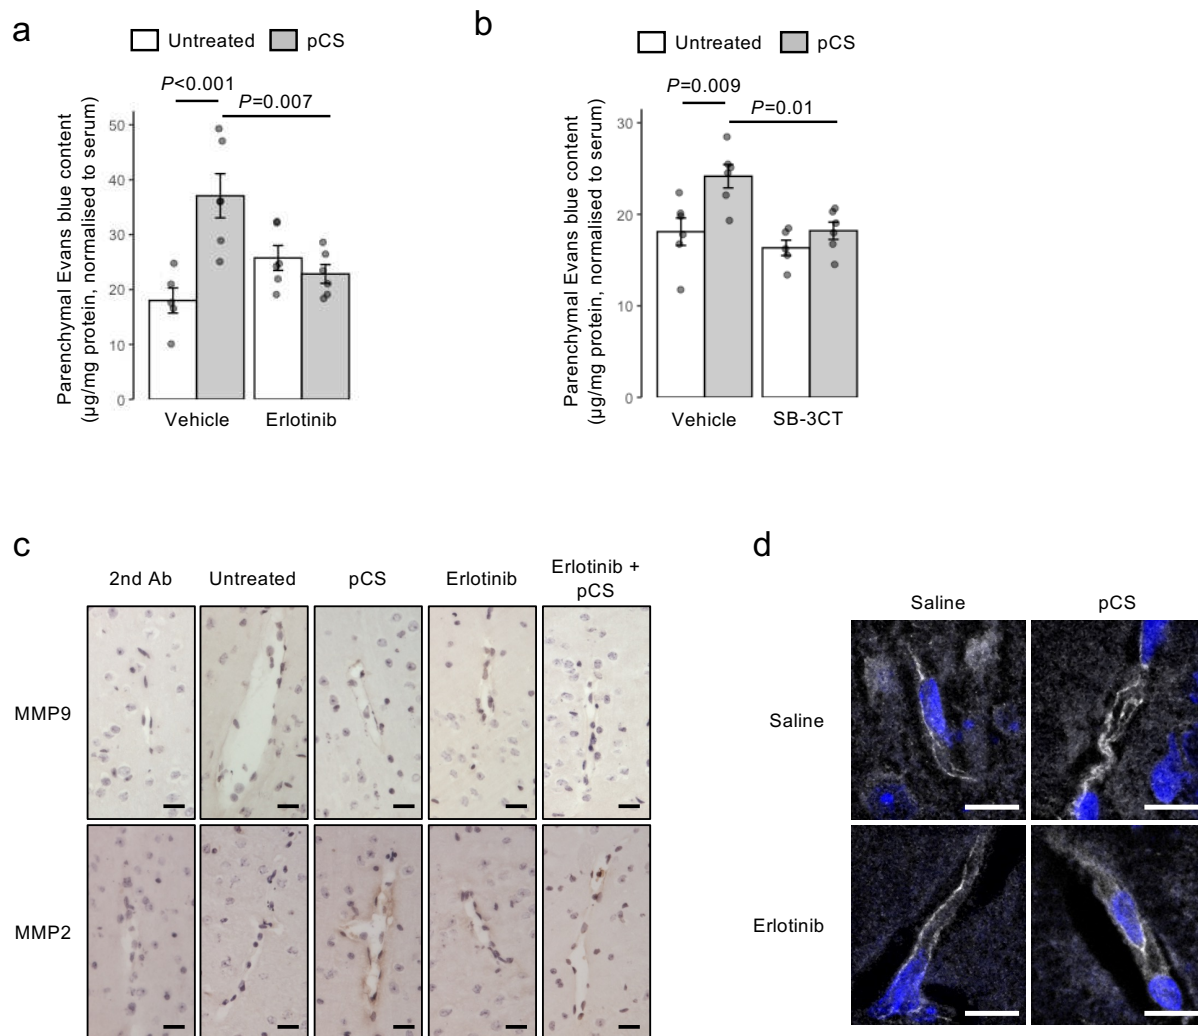 a
Untreated pCS
P<0.001
P=0.007
Parenchymal Evans blue content
(µg/mg protein, normalised to serum)
50
40
30
20
10
0
Vehicle Erlotinib
b
Untreated pCS
P=0.009
P=0.01
Parenchymal Evans blue content
(µg/mg protein, normalised to serum)
30
20
10
0
Vehicle SB-3CT
c
2nd Ab Untreated pCS Erlotinib Erlotinib +
pCS
MMP9
MMP2
d
Saline pCS
Saline
Erlotinib